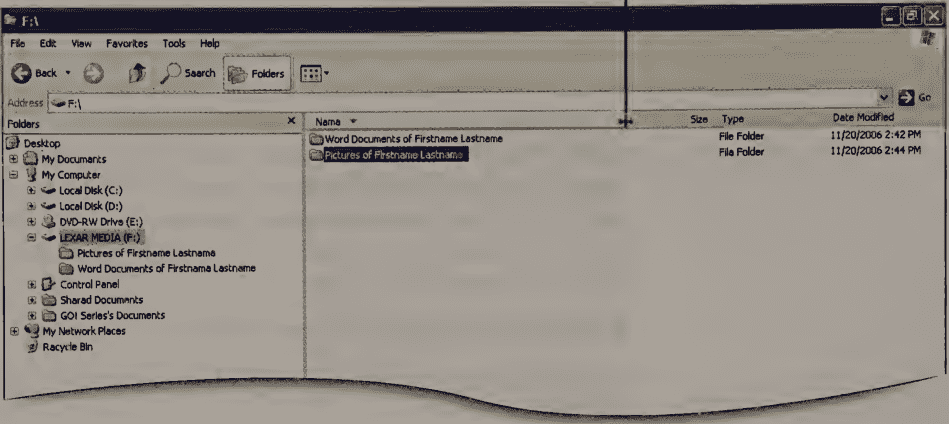 F:\
File Edit View Favorites Tools Help
Back Search Folders
Address F:\ Go
Folders × Name Size Type Date Modified
Desktop
My Documents
My Computer
Local Disk (C:)
Local Disk (D:)
DVD-RW Drive (E:)
LEXAR MEDIA (F:)
Pictures of Firstname Lastname
Word Documents of Firstname Lastname
Control Panel
Shared Documents
GO! Series's Documents
My Network Places
Recycle Bin
Word Documents of Firstname Lastname File Folder 11/20/2006 2:42 PM
Pictures of Firstname Lastname File Folder 11/20/2006 2:44 PM